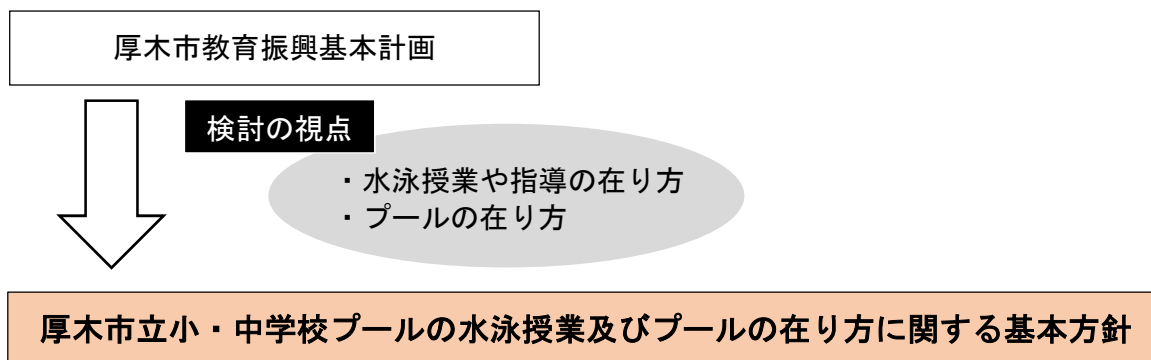 厚木市教育振興基本計画
検討の視点
・水泳授業や指導の在り方
・プールの在り方
厚木市立小・中学校プールの水泳授業及びプールの在り方に関する基本方針